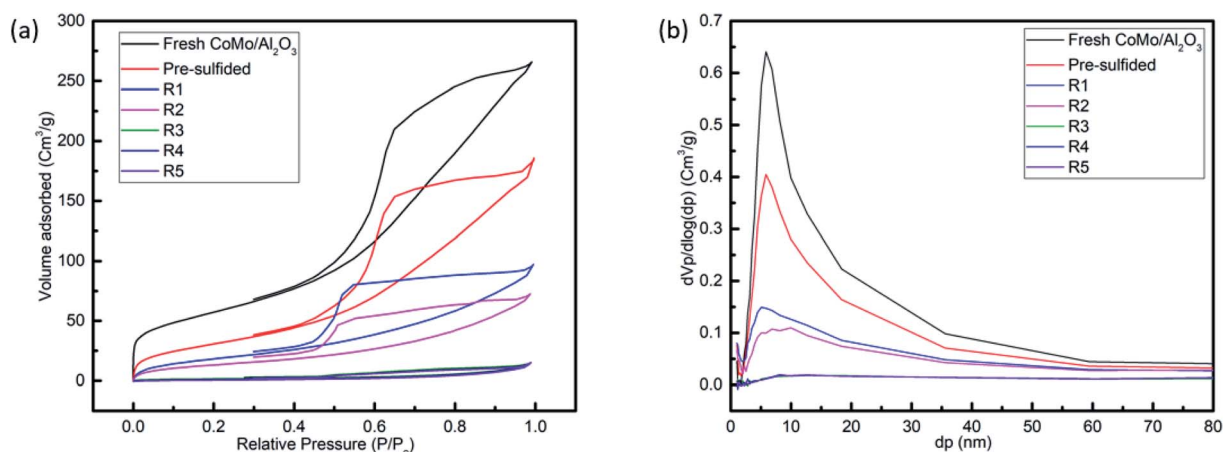 (a)
300
250
200
150
100
50
0
Volume adsorbed (Cm³/g)
Fresh CoMo/Al₂O₃
Pre-sulfided
R1
R2
R3
R4
R5
0.0 0.2 0.4 0.6 0.8 1.0
Relative Pressure (P/P₀)
(b)
0.7
0.6
0.5
0.4
0.3
0.2
0.1
0.0
dVp/dlog(dp) (Cm³/g)
Fresh CoMo/Al₂O₃
Pre-sulfided
R1
R2
R3
R4
R5
0 10 20 30 40 50 60 70 80
dp (nm)